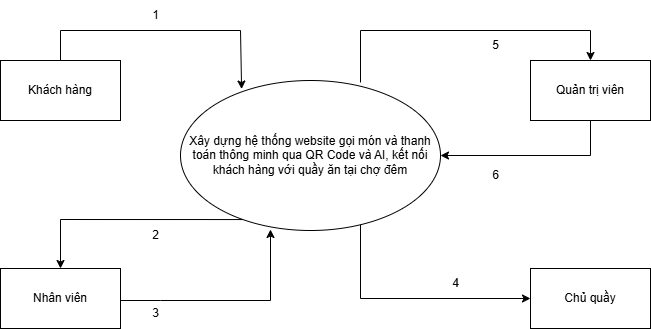 1
5
Khách hàng
Quản trị viên
Xây dựng hệ thống website gọi món và thanh
toán thông minh qua QR Code và AI, kết nối
khách hàng với quầy ăn tại chợ đêm
6
2
4
Nhân viên
Chủ quầy
3